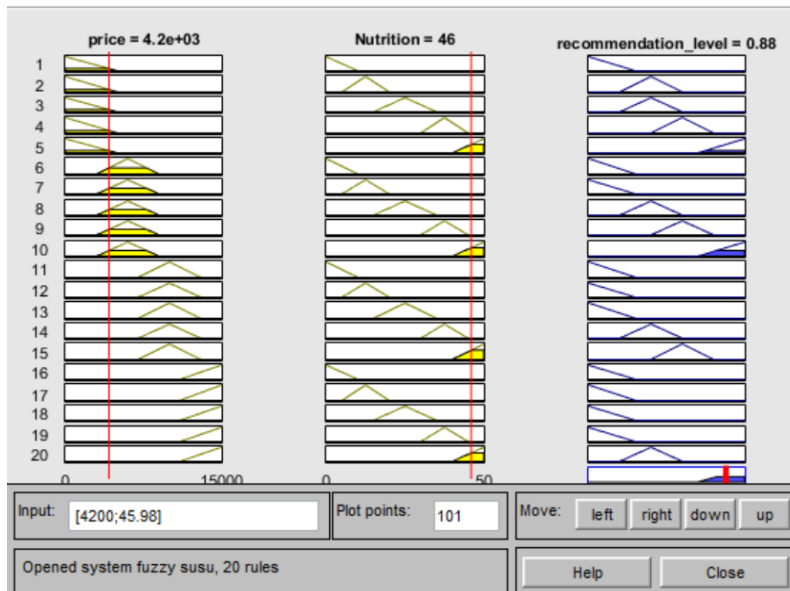 price = 4.2e+03
Nutrition = 46
recommendation_level = 0.88
1
2
3
4
5
6
7
8
9
10
11
12
13
14
15
16
17
18
19
20
0 15000
0 50
Input: [4200;45.98]
Plot points: 101
Move: left right down up
Opened system fuzzy susu, 20 rules
Help
Close